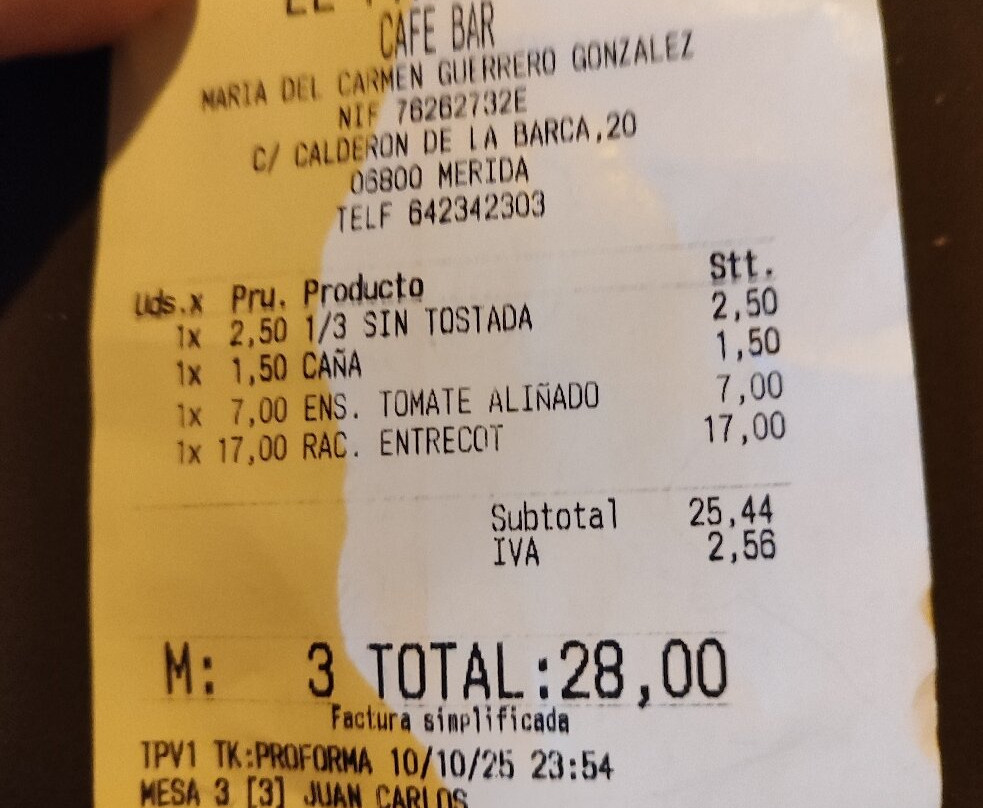 CAFE BAR
MARIA DEL CARMEN GUERRERO GONZALEZ
NIF 76262732E
C/ CALDERON DE LA BARCA,20
06800 MERIDA
TELF 642342303
Uds.x Pru. Producto Stt.
1x 2,50 1/3 SIN TOSTADA 2,50
1x 1,50 CAÑA 1,50
1x 7,00 ENS. TOMATE ALIÑADO 7,00
1x 17,00 RAC. ENTRECOT 17,00
Subtotal 25,44
IVA 2,56
M: 3 TOTAL:28,00
Factura simplificada
TPV1 TK:PROFORMA 10/10/25 23:54
MESA 3 [3] JUAN CARLOS